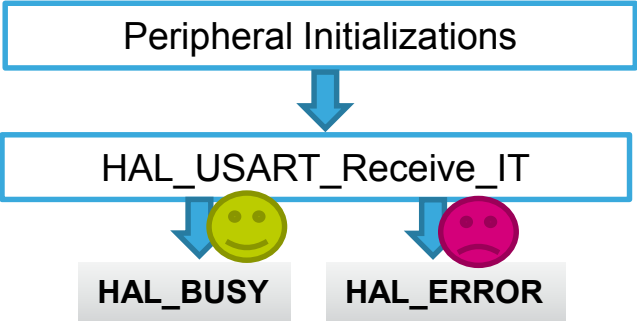 Peripheral Initializations
HAL_USART_Receive_IT
HAL_BUSY
HAL_ERROR